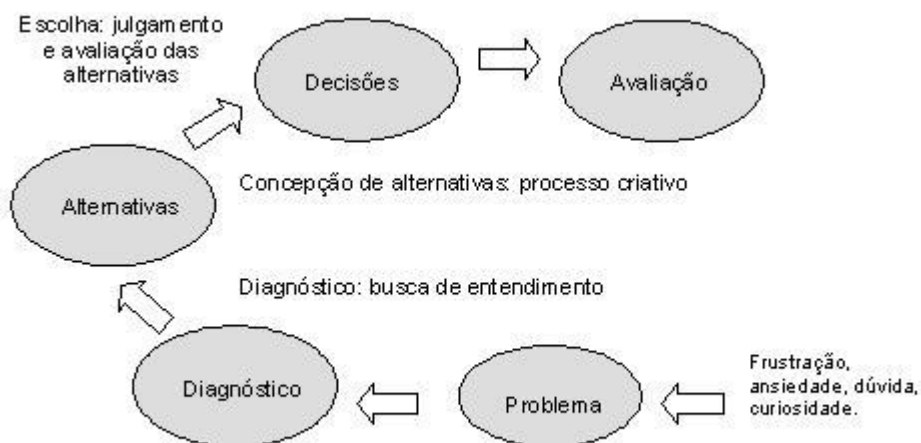 Escolha: julgamento
e avaliação das
alternativas
Decisões
Avaliação
Alternativas
Concepção de alternativas: processo criativo
Diagnóstico: busca de entendimento
Diagnóstico
Problema
Frustração,
ansiedade, dúvida,
curiosidade.